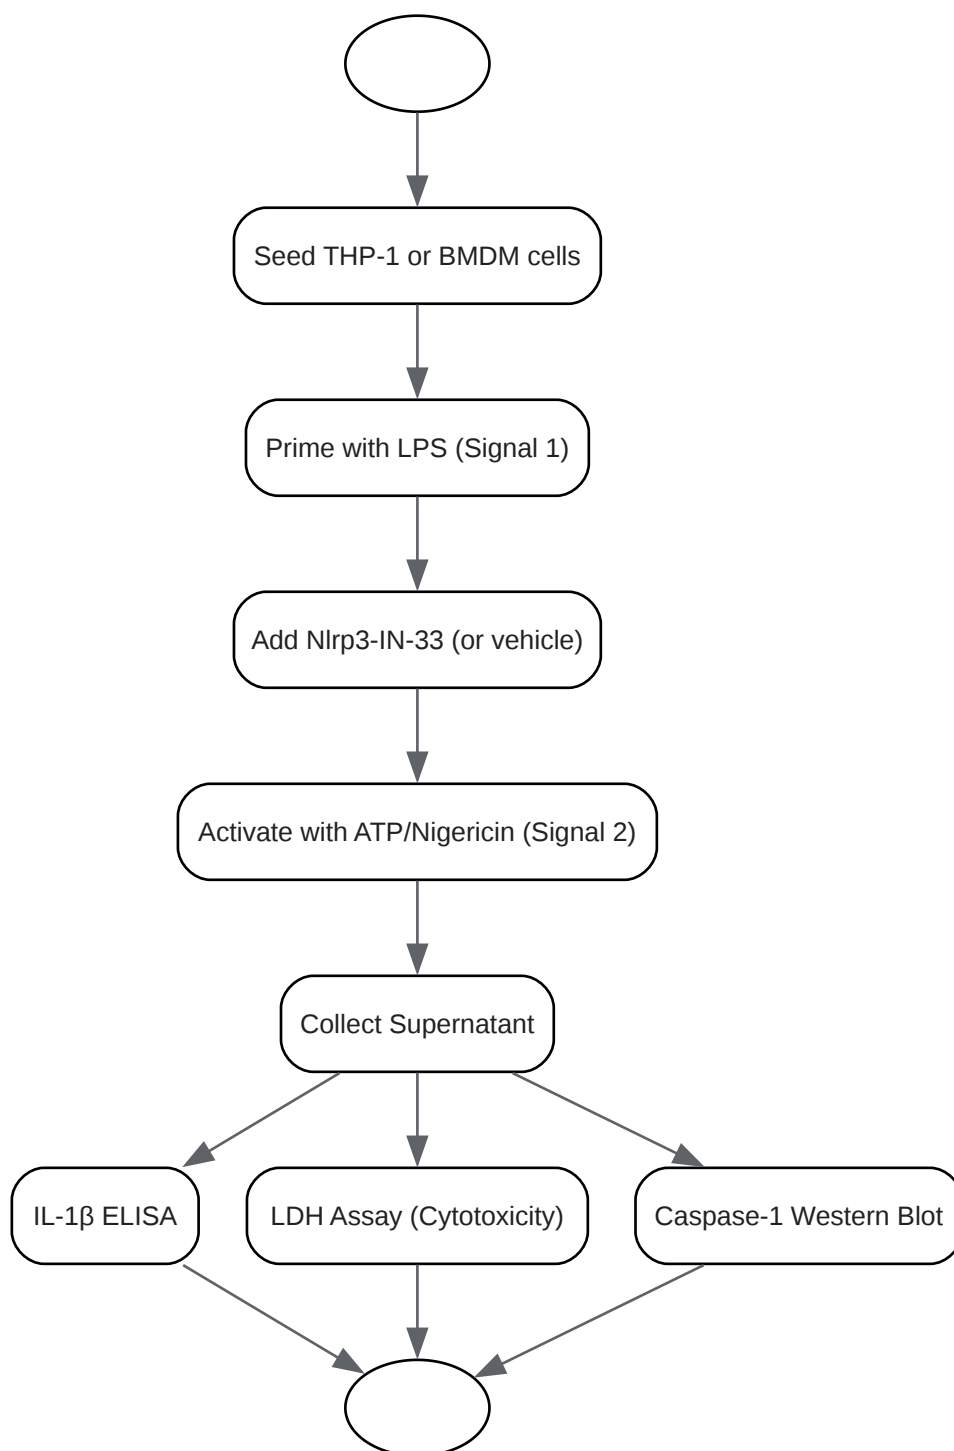 Seed THP-1 or BMDM cells
Prime with LPS (Signal 1)
Add Nlrp3-IN-33 (or vehicle)
Activate with ATP/Nigericin (Signal 2)
Collect Supernatant
IL-1β ELISA
LDH Assay (Cytotoxicity)
Caspase-1 Western Blot